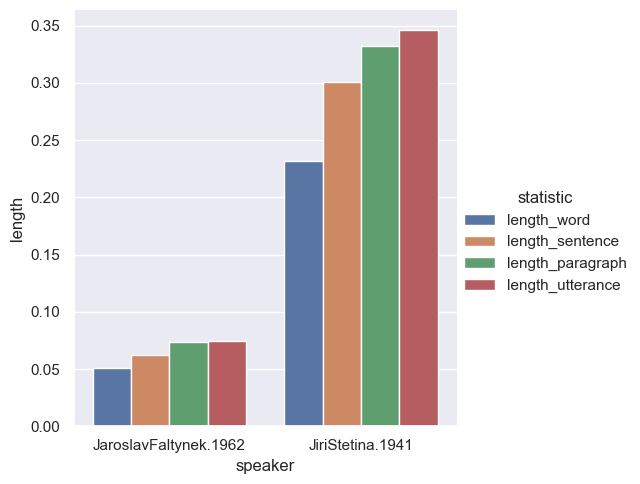 0.35
0.30
0.25
0.20
0.15
0.10
0.05
0.00
length
JaroslavFaltynek.1962
JiriStetina.1941
speaker
statistic
length_word
length_sentence
length_paragraph
length_utterance